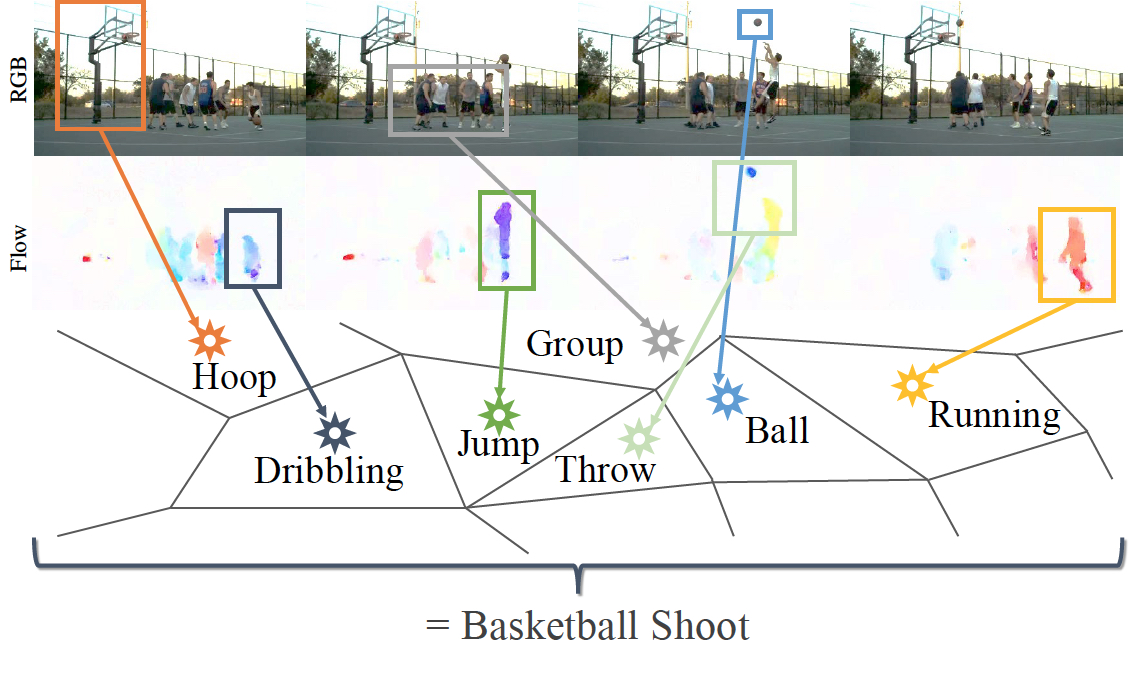 RGB
Flow
Group
Hoop
Running
Ball
Jump
Dribbling
Throw
= Basketball Shoot